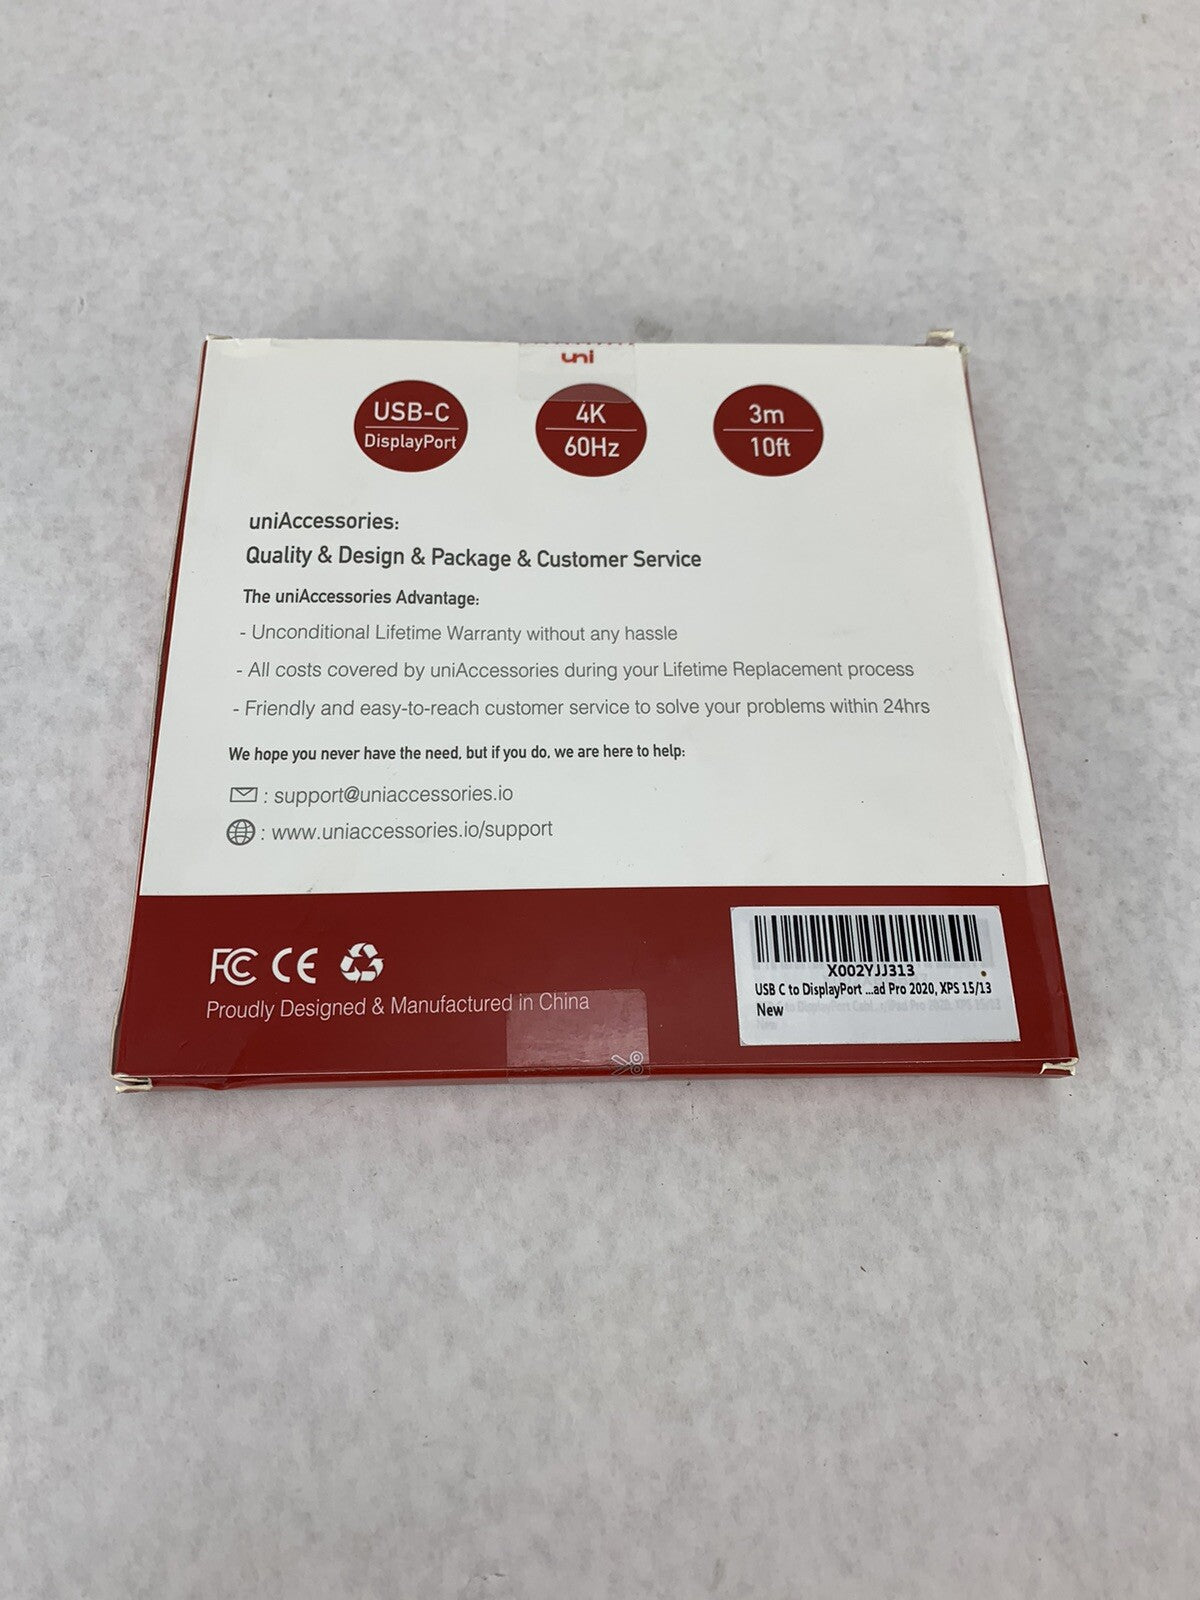 uni
USB-C
DisplayPort
4K
60Hz
3m
10ft
uniAccessories:
Quality & Design & Package & Customer Service
The uniAccessories Advantage:
- Unconditional Lifetime Warranty without any hassle
- All costs covered by uniAccessories during your Lifetime Replacement process
- Friendly and easy-to-reach customer service to solve your problems within 24hrs
We hope you never have the need, but if you do, we are here to help:
: support@uniaccessories.io
: www.uniaccessories.io/support
FC CE
Proudly Designed & Manufactured in China
X002YJJ313
USB C to DisplayPort ...ad Pro 2020, XPS 15/13
New